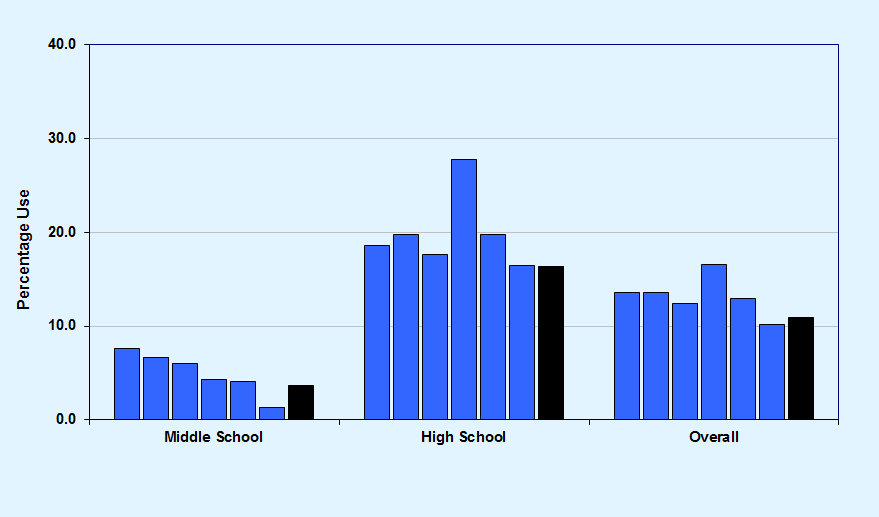 40.0
30.0
20.0
10.0
0.0
Percentage Use
Middle School
High School
Overall